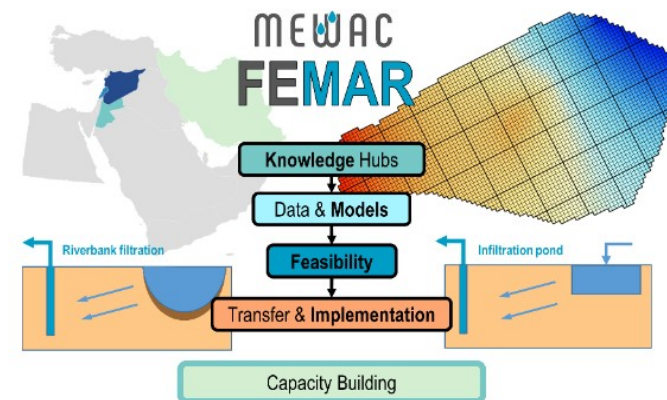 MEWAC
FEMAR
Knowledge Hubs
Data & Models
Riverbank filtration
Feasibility
Infiltration pond
Transfer & Implementation
Capacity Building